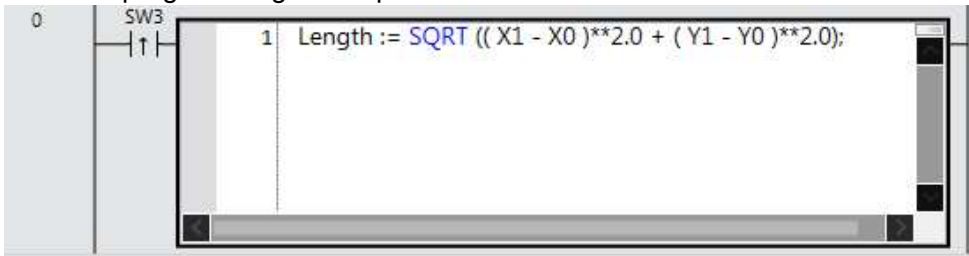 0
SW3
1 Length := SQRT (( X1 - X0 )**2.0 + ( Y1 - Y0 )**2.0);